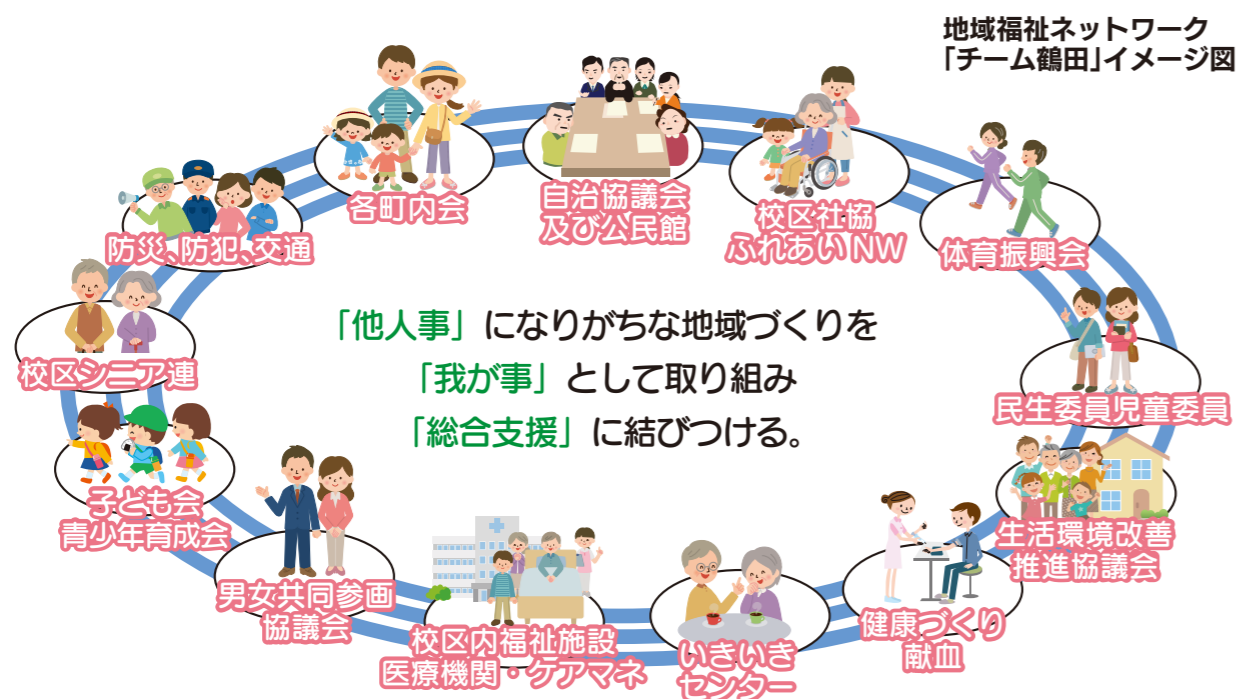 地域福祉ネットワーク
「チーム鶴田」イメージ図
各町内会
自治協議会
及び公民館
校区社協
ふれあいNW
体育振興会
防災、防犯、交通
校区シニア連
「他人事」になりがちな地域づくりを
「我が事」として取り組み
「総合支援」に結びつける。
民生委員児童委員
子ども会
青少年育成会
生活環境改善
推進協議会
男女共同参画
協議会
校区内福祉施設
医療機関・ケアマネ
いきいき
センター
健康づくり
献血